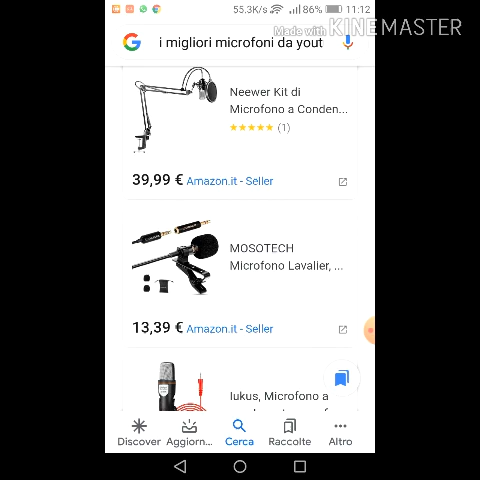 55,3K/s 86% 11:12
Made with KINEMASTER
i migliori microfoni da yout
Neewer Kit di
Microfono a Conden...
(1)
39,99 € Amazon.it - Seller
MOSOTECH
Microfono Lavalier, ...
13,39 € Amazon.it - Seller
Iukus, Microfono a
Discover Aggiorn... Cerca Raccolte Altro